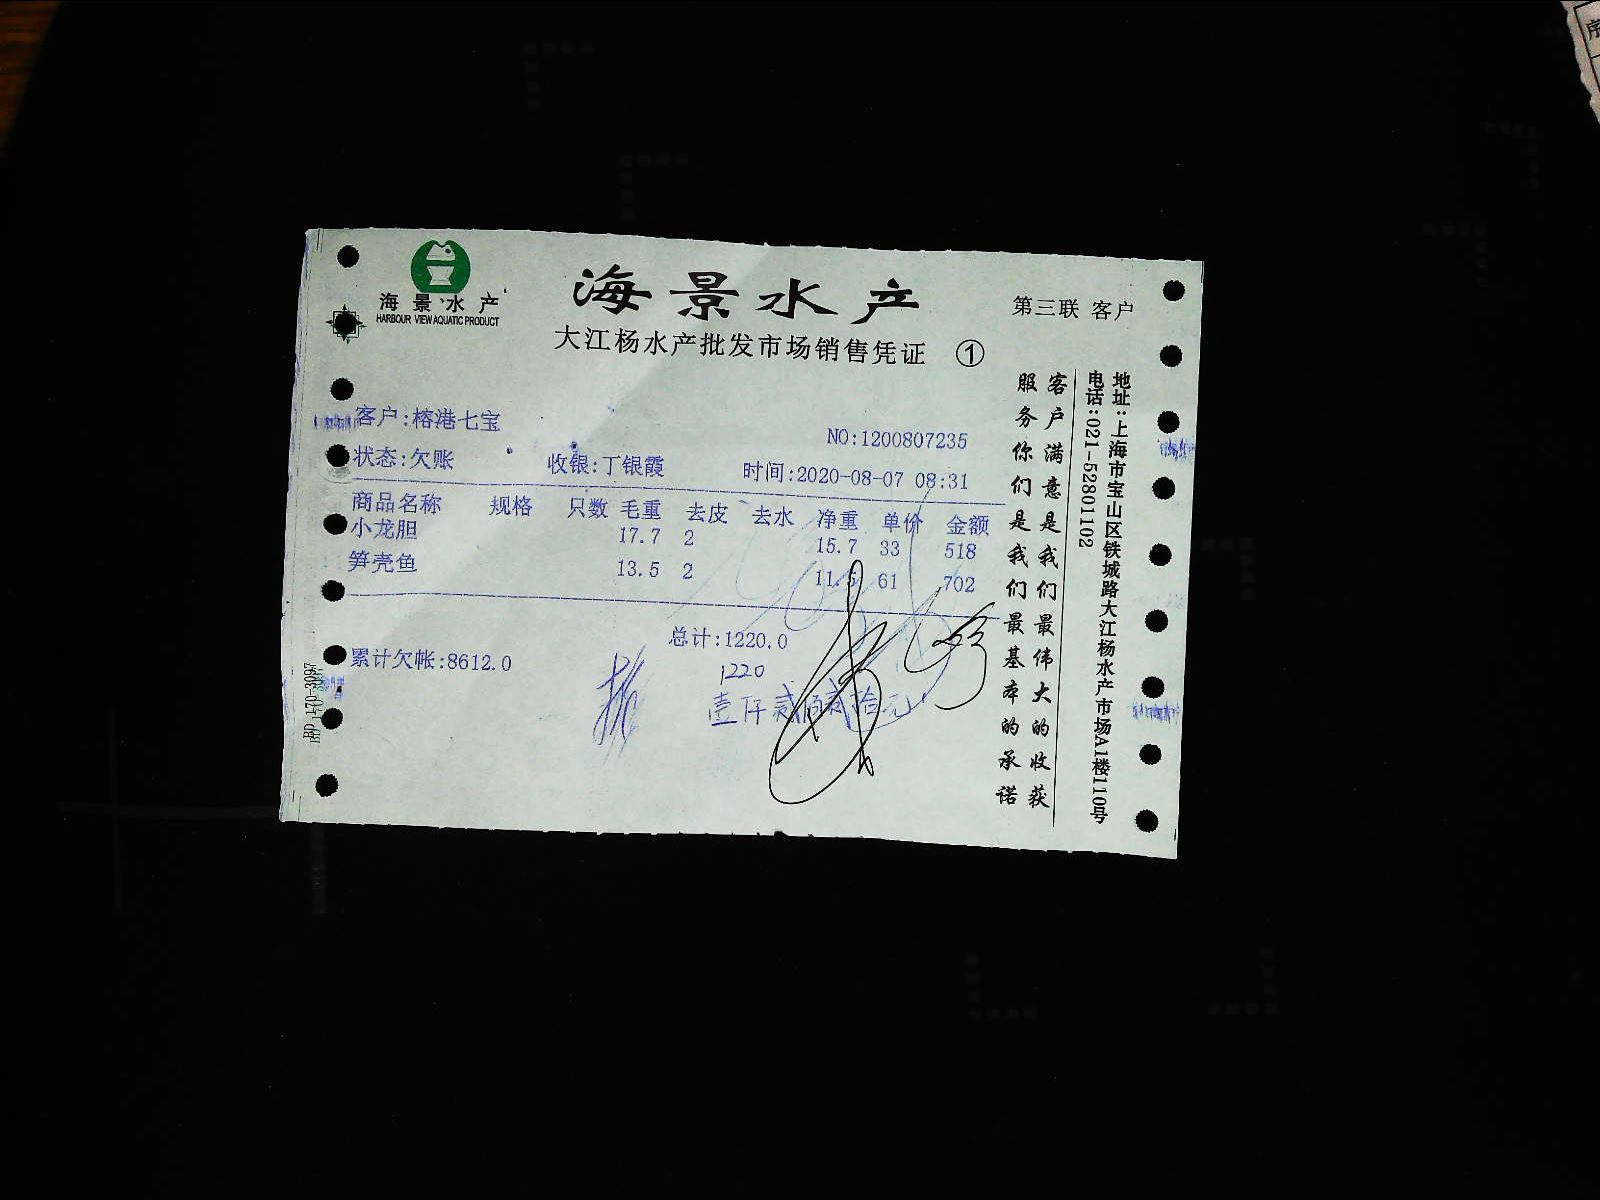 海景水产
HARBOUR VIEW AQUATIC PRODUCT
海景水产
大江杨水产批发市场销售凭证 ①
第三联 客户
客户:榕港七宝
NO:1200807235
状态:欠账 收银:丁银霞 时间:2020-08-07 08:31
商品名称 规格 只数 毛重 去皮 去水 净重 单价 金额
小龙胆 17.7 2 15.7 33 518
笋壳鱼 13.5 2 11.5 61 702
总计:1220.0
累计欠帐:8612.0
1220
壹仟贰佰贰拾元
客户满意是我们最伟大的收获
服务你们是我们最基本的承诺
地址:上海市宝山区铁城路大江杨水产市场A1楼110号
电话:021-52801102
序